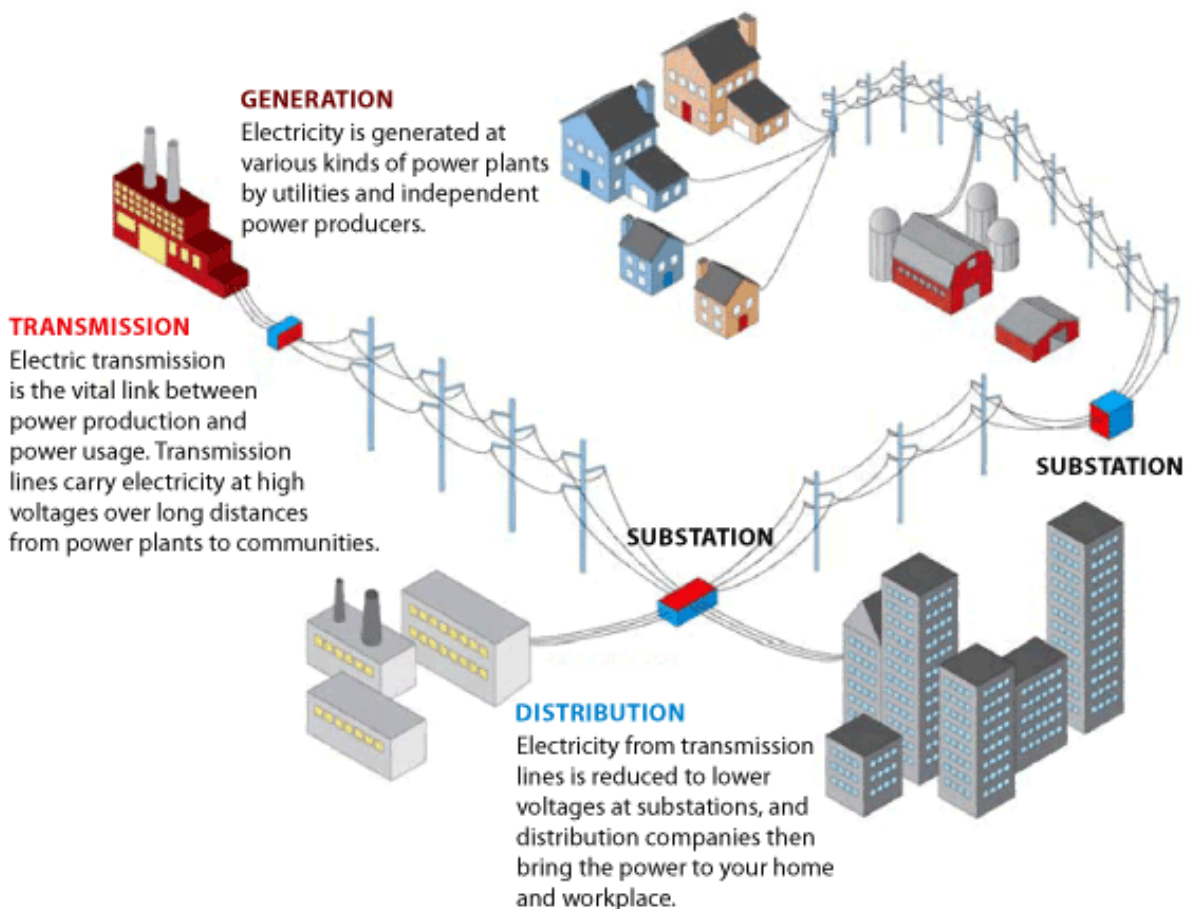 GENERATION
Electricity is generated at
various kinds of power plants
by utilities and independent
power producers.
TRANSMISSION
Electric transmission
is the vital link between
power production and
power usage. Transmission
lines carry electricity at high
voltages over long distances
from power plants to communities.
SUBSTATION
SUBSTATION
DISTRIBUTION
Electricity from transmission
lines is reduced to lower
voltages at substations, and
distribution companies then
bring the power to your home
and workplace.